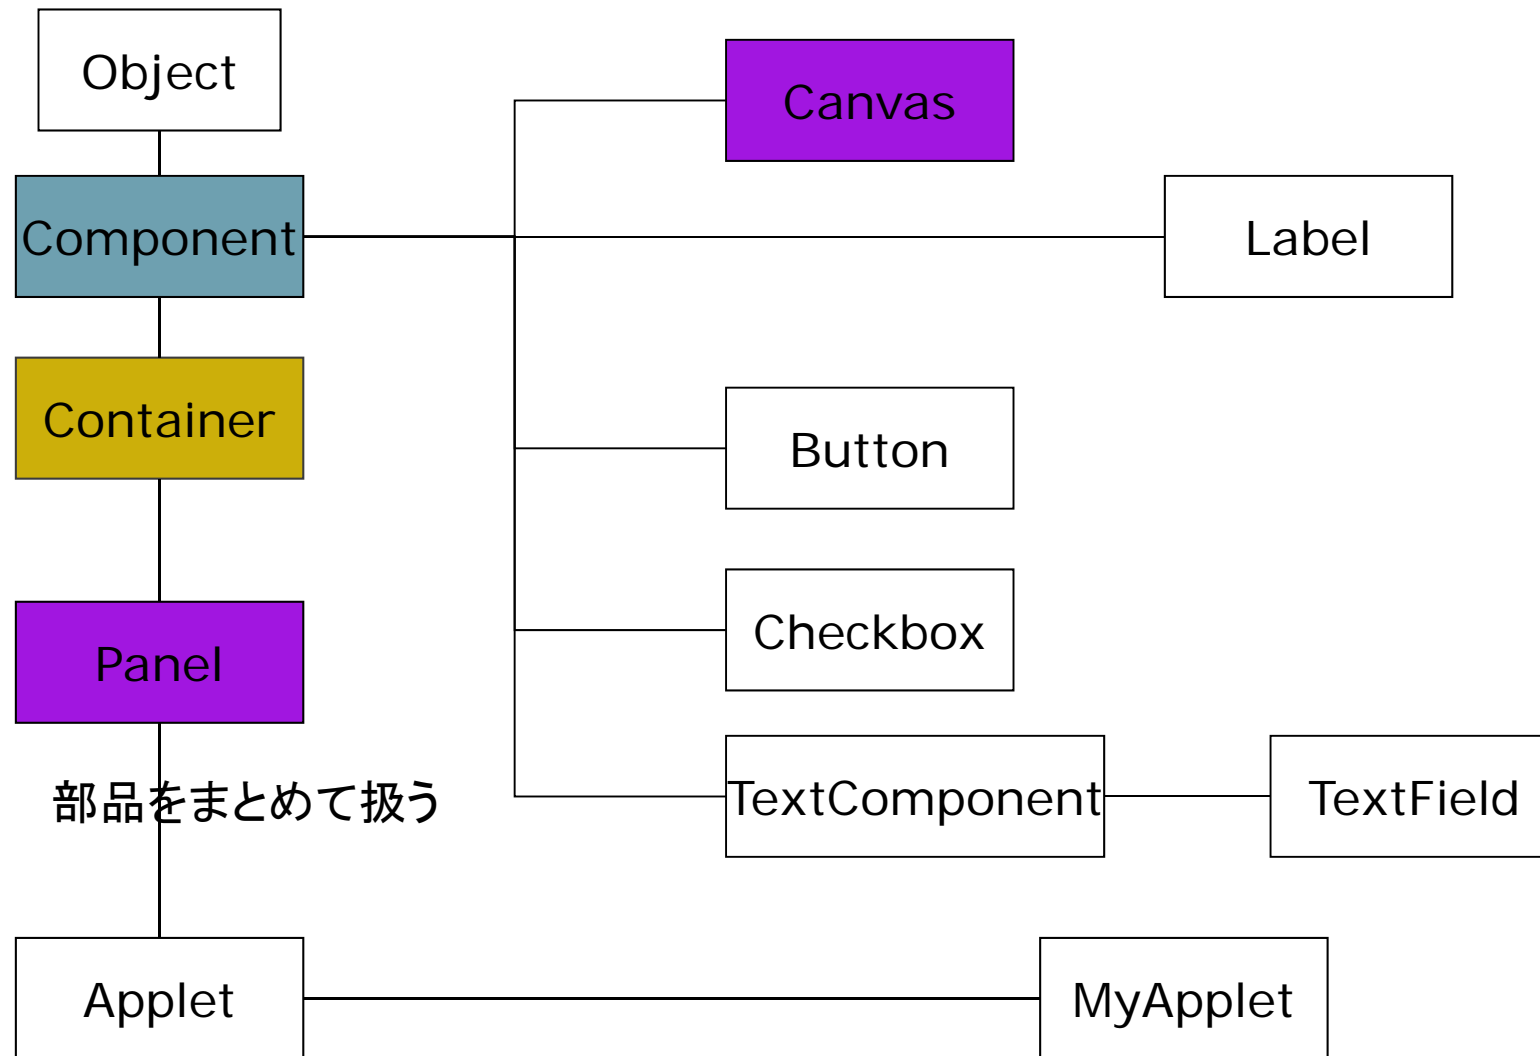 Object
Canvas
Component
Label
Container
Button
Checkbox
Panel
部品をまとめて扱う
TextComponent
TextField
Applet
MyApplet